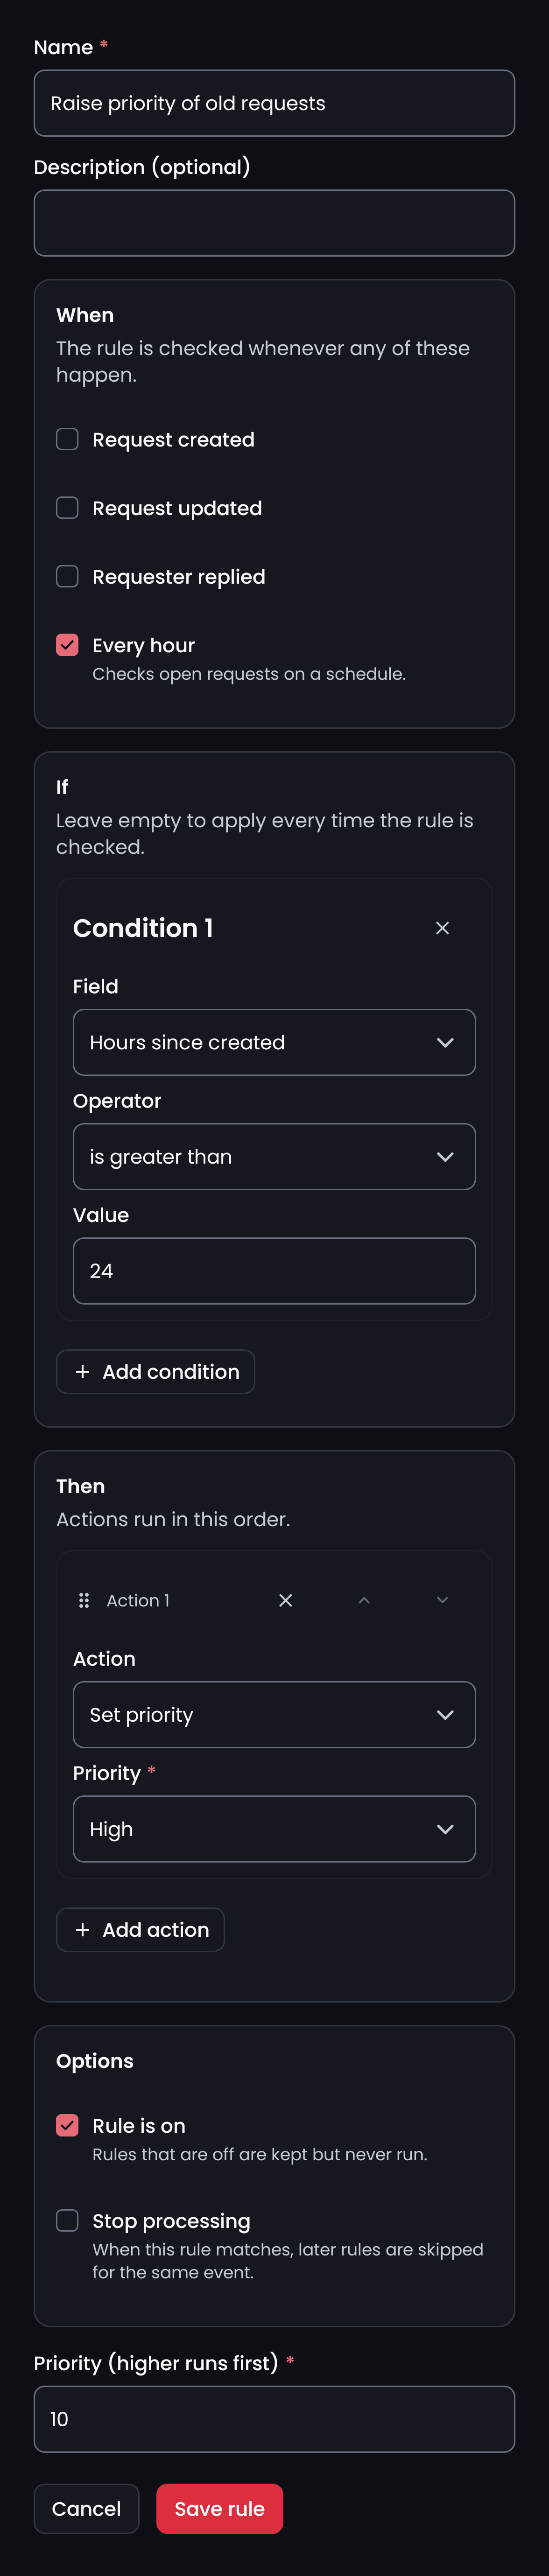 Name *
Raise priority of old requests
Description (optional)
When
The rule is checked whenever any of these
happen.
Request created
Request updated
Requester replied
Every hour
Checks open requests on a schedule.
If
Leave empty to apply every time the rule is
checked.
Condition 1
Field
Hours since created
Operator
is greater than
Value
24
Add condition
Then
Actions run in this order.
Action 1
Action
Set priority
Priority *
High
Add action
Options
Rule is on
Rules that are off are kept but never run.
Stop processing
When this rule matches, later rules are skipped
for the same event.
Priority (higher runs first) *
10
Cancel
Save rule